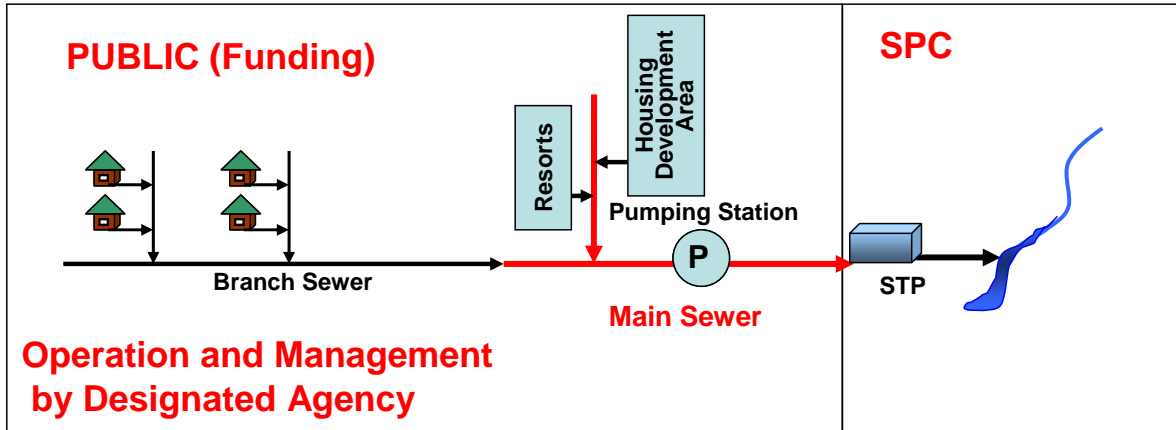 PUBLIC (Funding)
SPC
Resorts
Housing
Development
Area
Pumping Station
P
Branch Sewer
STP
Main Sewer
Operation and Management
by Designated Agency